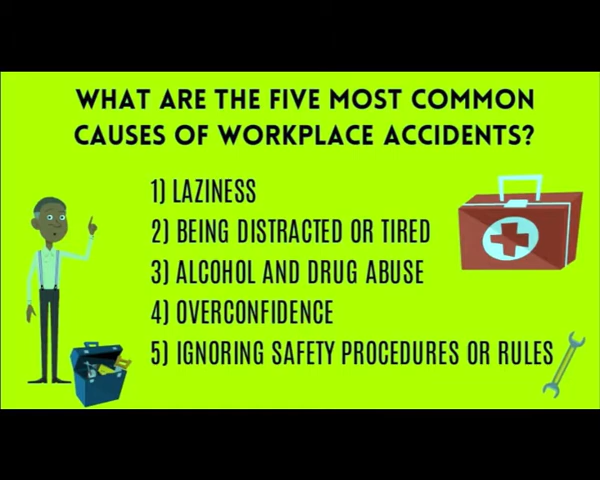 WHAT ARE THE FIVE MOST COMMON
CAUSES OF WORKPLACE ACCIDENTS?
1) LAZINESS
2) BEING DISTRACTED OR TIRED
3) ALCOHOL AND DRUG ABUSE
4) OVERCONFIDENCE
5) IGNORING SAFETY PROCEDURES OR RULES